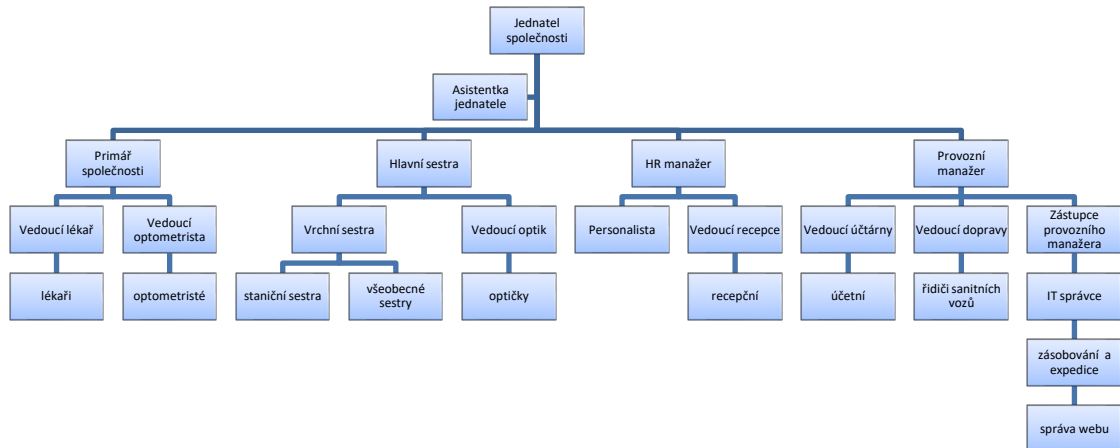 Jednatel
společnosti
Asistentka
jednatele
Primář
společnosti
Hlavní sestra
HR manažer
Provozní
manažer
Vedoucí lékař
Vedoucí
optometrista
Vrchní sestra
Vedoucí optik
Personalista
Vedoucí recepce
Vedoucí účtárny
Vedoucí dopravy
Zástupce
provozního
manažera
lékaři
optometristé
staniční sestra
všeobecné
sestry
optičky
recepční
účetní
řidiči sanitních
vozů
IT správce
zásobování a
expedice
správa webu